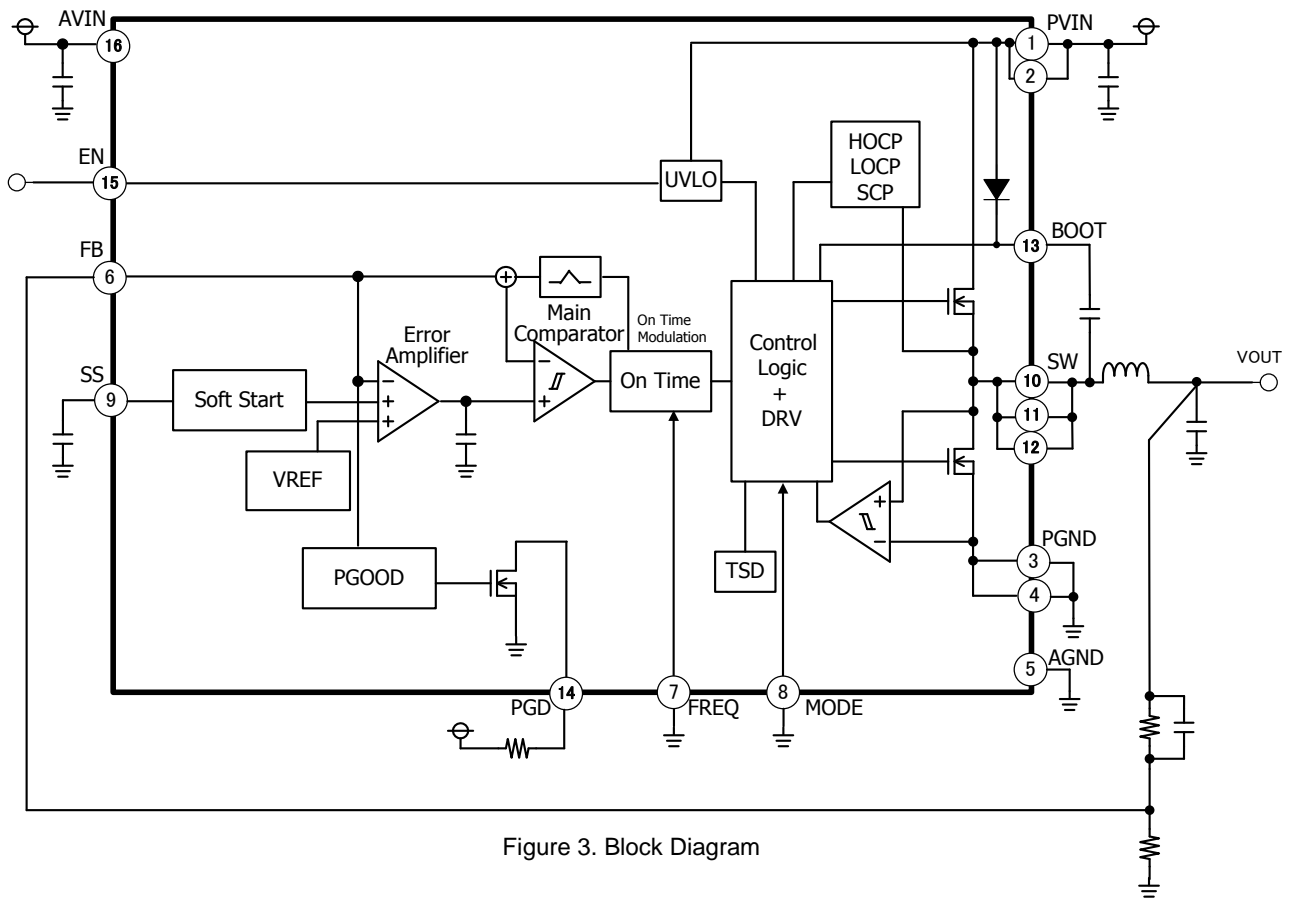 AVIN
16
PVIN
1
2
HOCP
LOCP
SCP
EN
15
UVLO
BOOT
13
FB
6
+
Main
Comparator
On Time
Modulation
Error
Amplifier
Control
Logic
+
DRV
SW
10
11
12
VOUT
SS
9
Soft Start
−
+
+
−
+
On Time
VREF
+
−
PGND
3
4
PGOOD
TSD
5
AGND
14
PGD
7
FREQ
8
MODE
Figure 3. Block Diagram